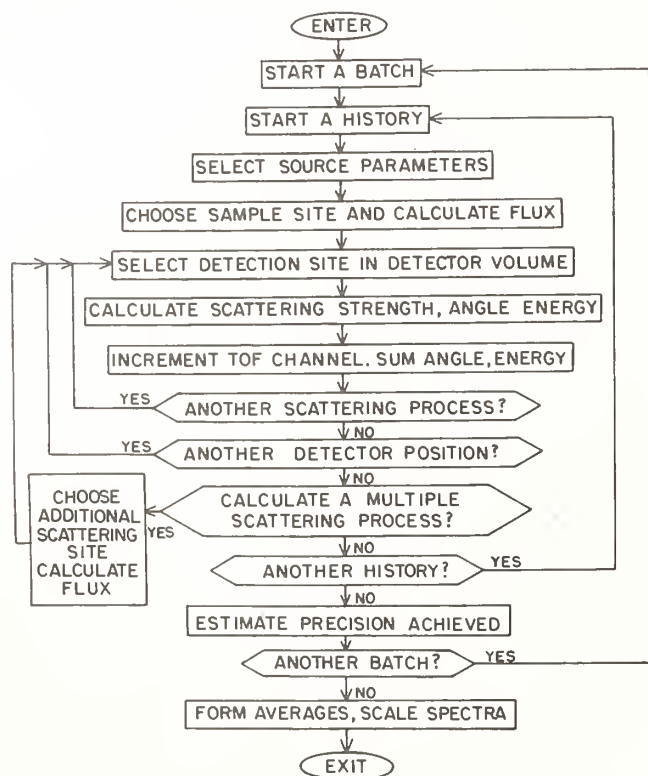 ENTER
START A BATCH
START A HISTORY
SELECT SOURCE PARAMETERS
CHOOSE SAMPLE SITE AND CALCULATE FLUX
SELECT DETECTION SITE IN DETECTOR VOLUME
CALCULATE SCATTERING STRENGTH, ANGLE ENERGY
INCREMENT TOF CHANNEL. SUM ANGLE, ENERGY
YES
ANOTHER SCATTERING PROCESS?
NO
YES
ANOTHER DETECTOR POSITION?
NO
CHOOSE
ADDITIONAL
SCATTERING
SITE
CALCULATE
FLUX
YES
CALCULATE A MULTIPLE
SCATTERING PROCESS?
NO
ANOTHER HISTORY?
YES
NO
ESTIMATE PRECISION ACHIEVED
ANOTHER BATCH?
YES
NO
FORM AVERAGES, SCALE SPECTRA
EXIT